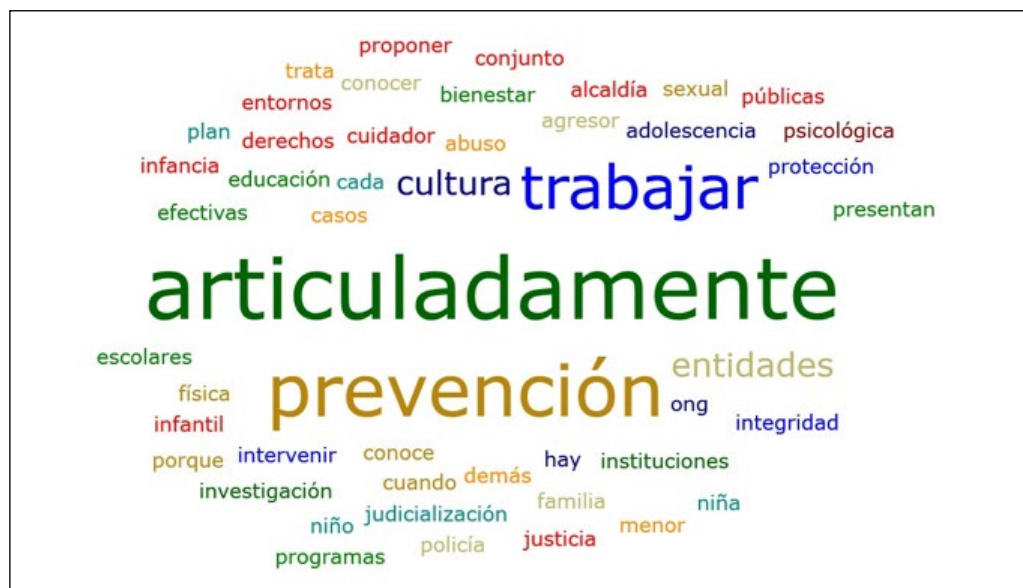 proponer
conjunto
trata
conocer
bienestar
alcaldía
sexual
públicas
entornos
agresor
plan
derechos
cuidador
abuso
adolescencia
psicológica
infancia
educación
cada
cultura
trabajar
protección
efectivas
casos
presentan
articuladamente
escolares
prevención
entidades
física
ong
infantil
integridad
porque
intervenir
conoce
hay
instituciones
investigación
cuando
demás
familia
niña
niño
judicialización
menor
programas
policía
justicia